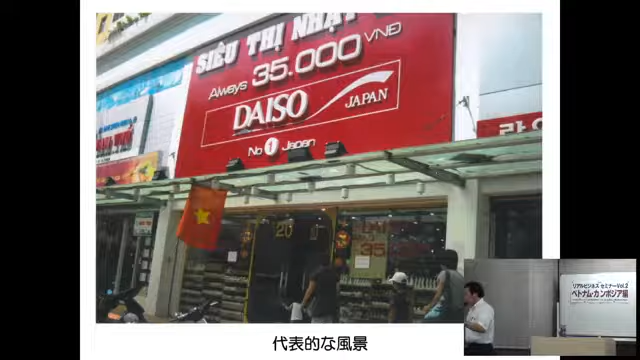 SIÊU THỊ NHẬT
Always 35.000 VNĐ
DAISO
JAPAN
No 1 Japan
20
35
代表的な風景
リアルビジネス セミナーVol.2
ベトナム・カンボジア編